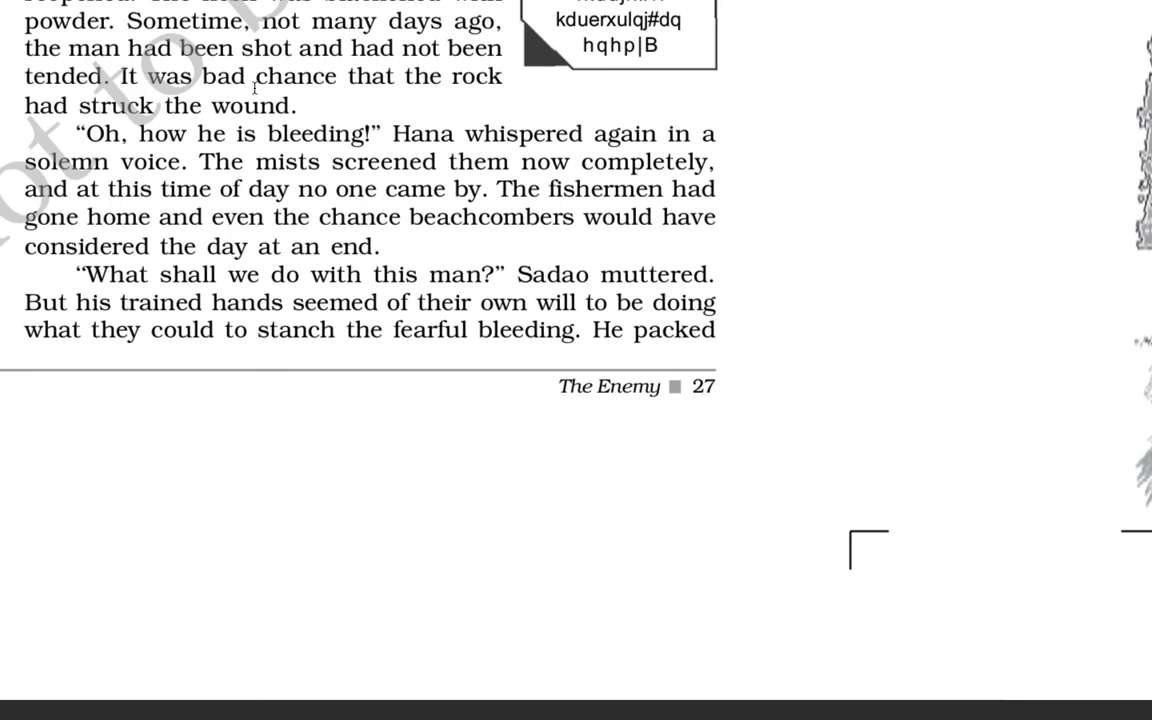 powder. Sometime, not many days ago,
the man had been shot and had not been
tended. It was bad chance that the rock
had struck the wound.
kduerxulqj#dq
hqhp|B
“Oh, how he is bleeding!” Hana whispered again in a
solemn voice. The mists screened them now completely,
and at this time of day no one came by. The fishermen had
gone home and even the chance beachcombers would have
considered the day at an end.
“What shall we do with this man?” Sadao muttered.
But his trained hands seemed of their own will to be doing
what they could to stanch the fearful bleeding. He packed
The Enemy ■ 27
not to b